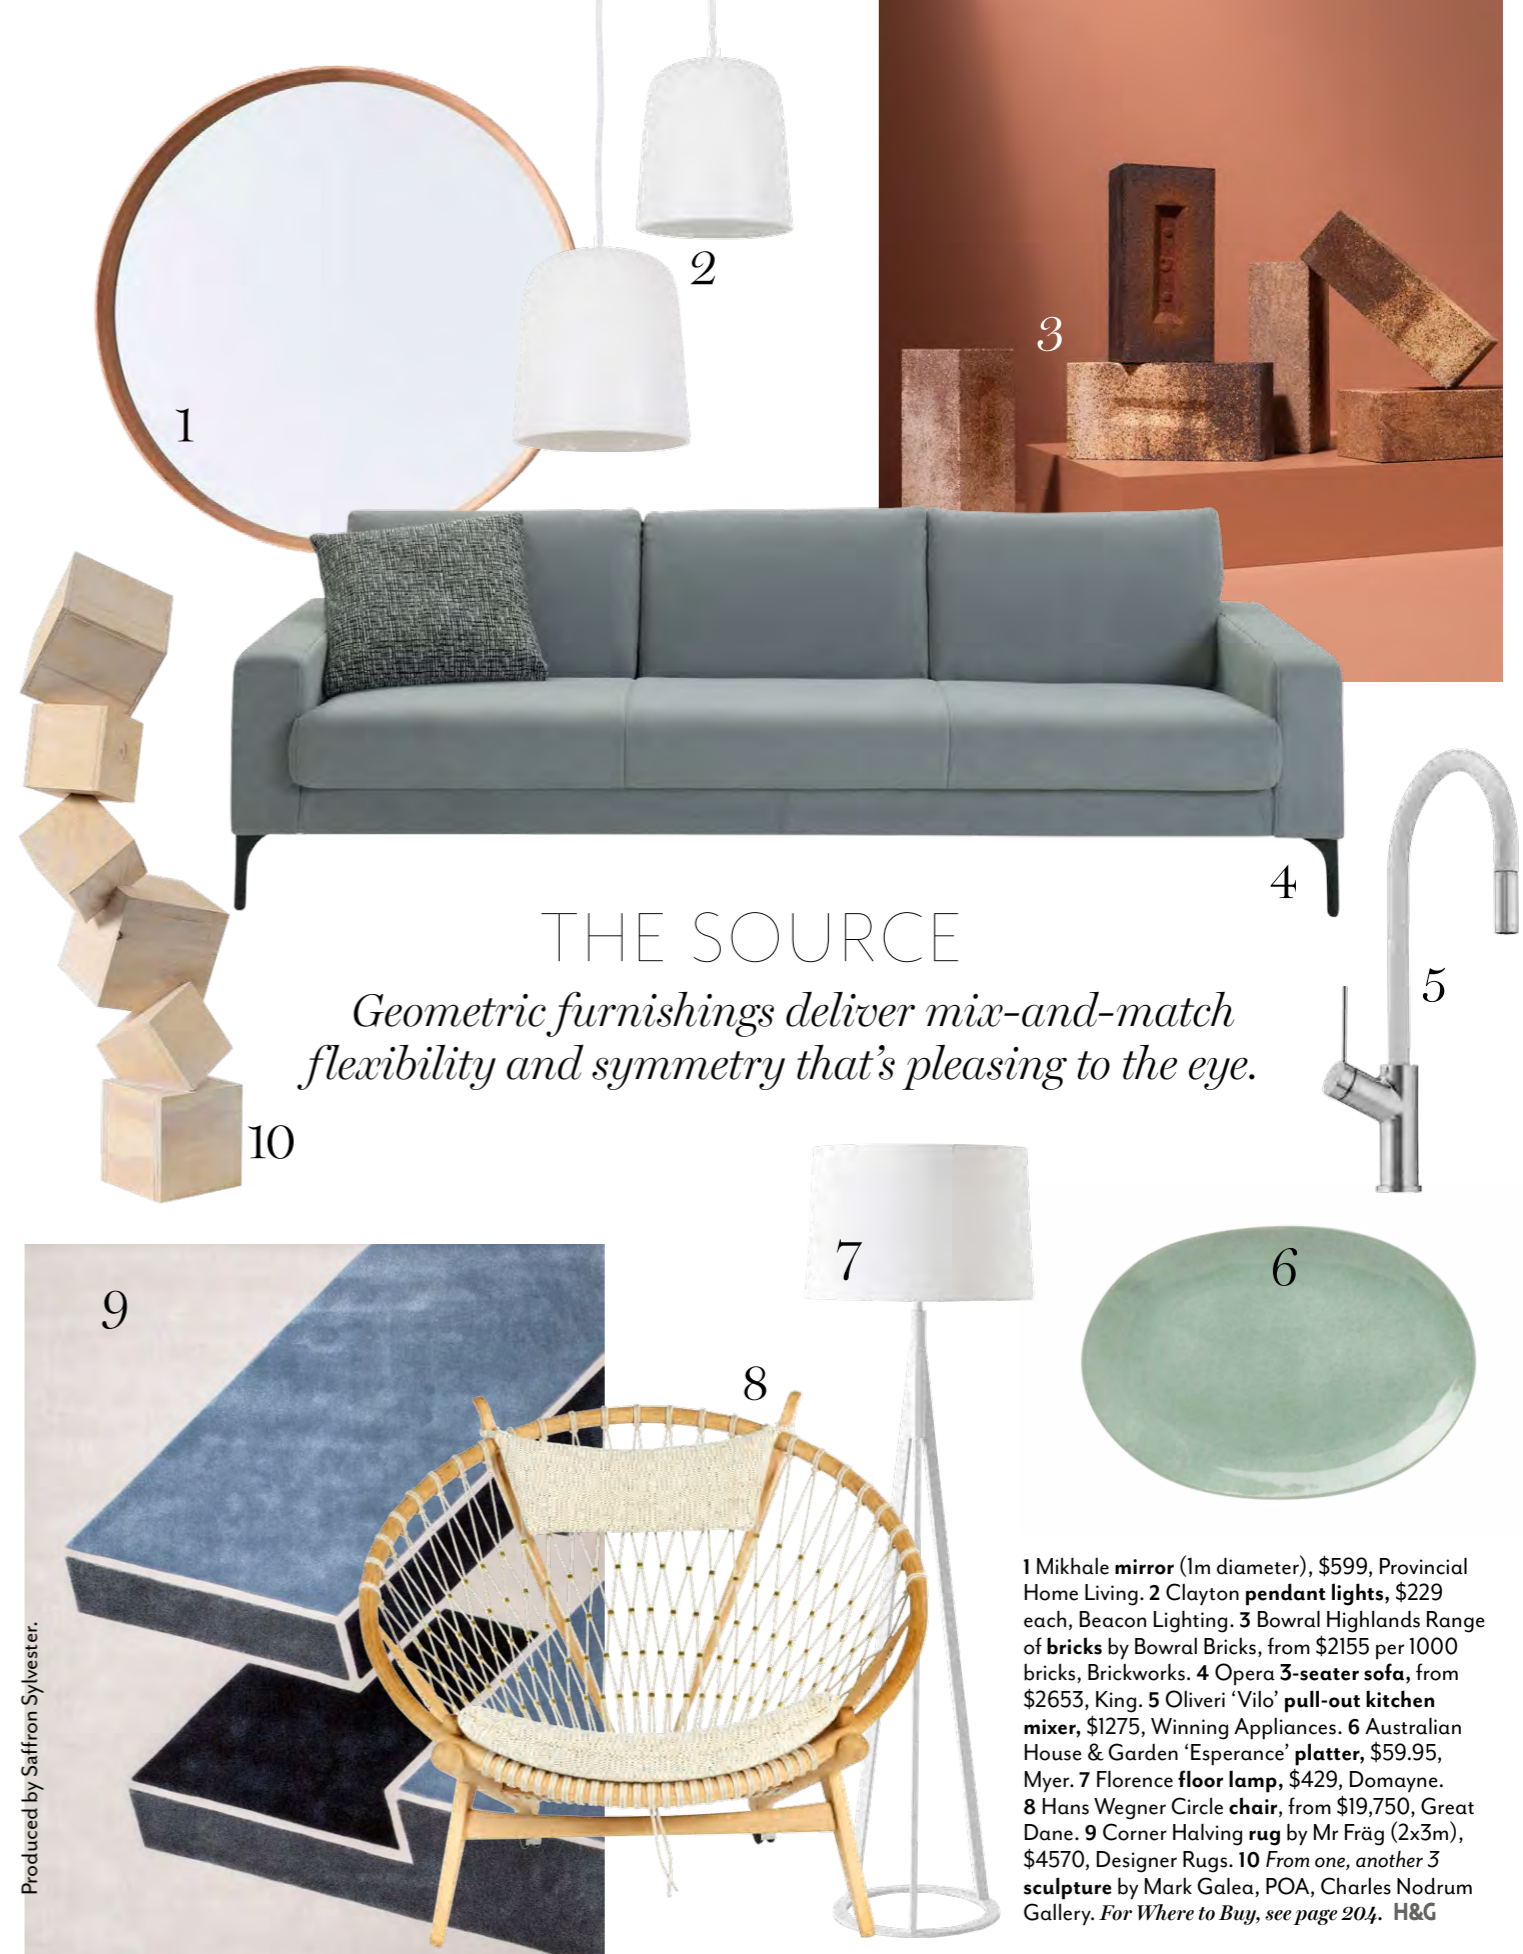 1
2
3
4
THE SOURCE
Geometric furnishings deliver mix-and-match
flexibility and symmetry that’s pleasing to the eye.
5
10
7
6
9
8
1 Mikhale mirror (1m diameter), $599, Provincial
Home Living. 2 Clayton pendant lights, $229
each, Beacon Lighting. 3 Bowral Highlands Range
of bricks by Bowral Bricks, from $2155 per 1000
bricks, Brickworks. 4 Opera 3-seater sofa, from
$2653, King. 5 Oliveri ‘Vilo’ pull-out kitchen
mixer, $1275, Winning Appliances. 6 Australian
House & Garden ‘Esperance’ platter, $59.95,
Myer. 7 Florence floor lamp, $429, Domayne.
8 Hans Wegner Circle chair, from $19,750, Great
Dane. 9 Corner Halving rug by Mr Fräg (2x3m),
$4570, Designer Rugs. 10 From one, another 3
sculpture by Mark Galea, POA, Charles Nodrum
Gallery. For Where to Buy, see page 204. H&G
Produced by Saffron Sylvester.